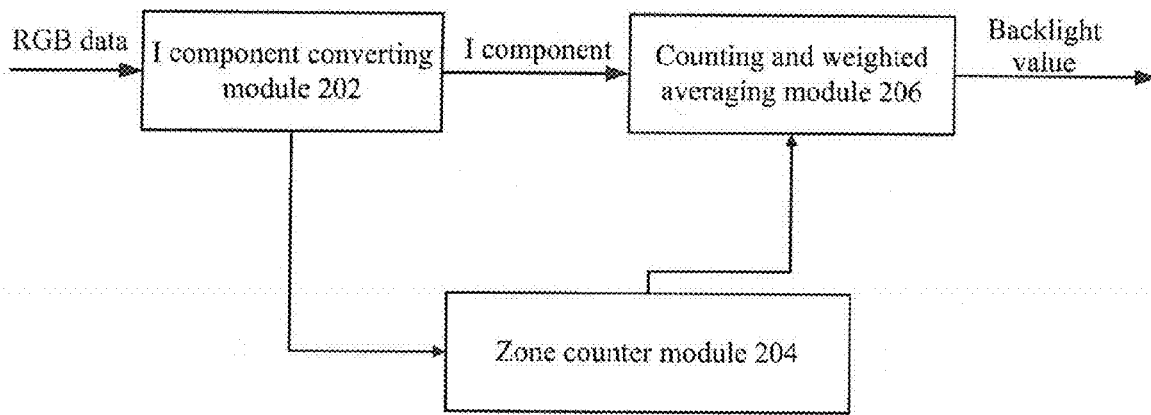 RGB data
I component converting
module 202
I component
Counting and weighted
averaging module 206
Backlight
value
Zone counter module 204